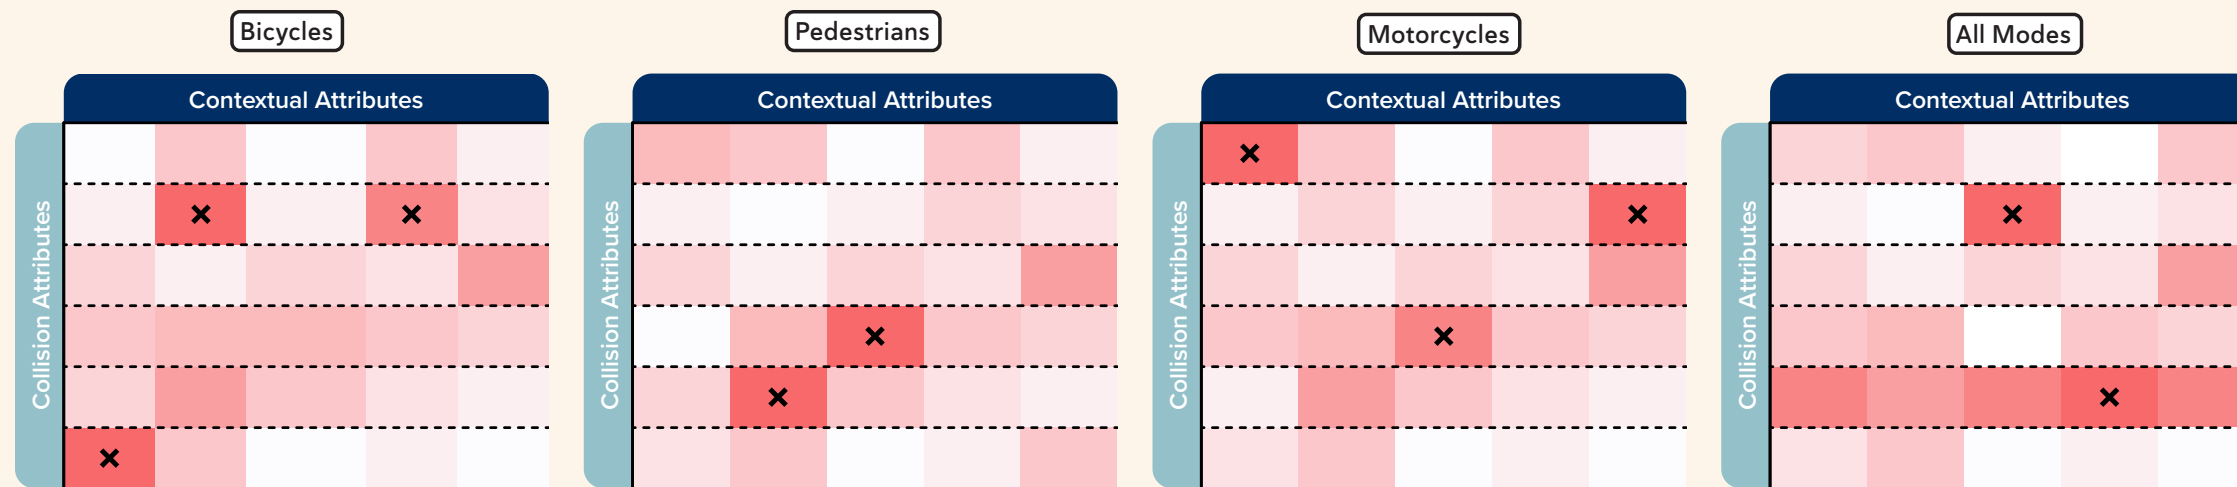 Bicycles
Contextual Attributes
Collision Attributes
Pedestrians
Contextual Attributes
Collision Attributes
Motorcycles
Contextual Attributes
Collision Attributes
All Modes
Contextual Attributes
Collision Attributes